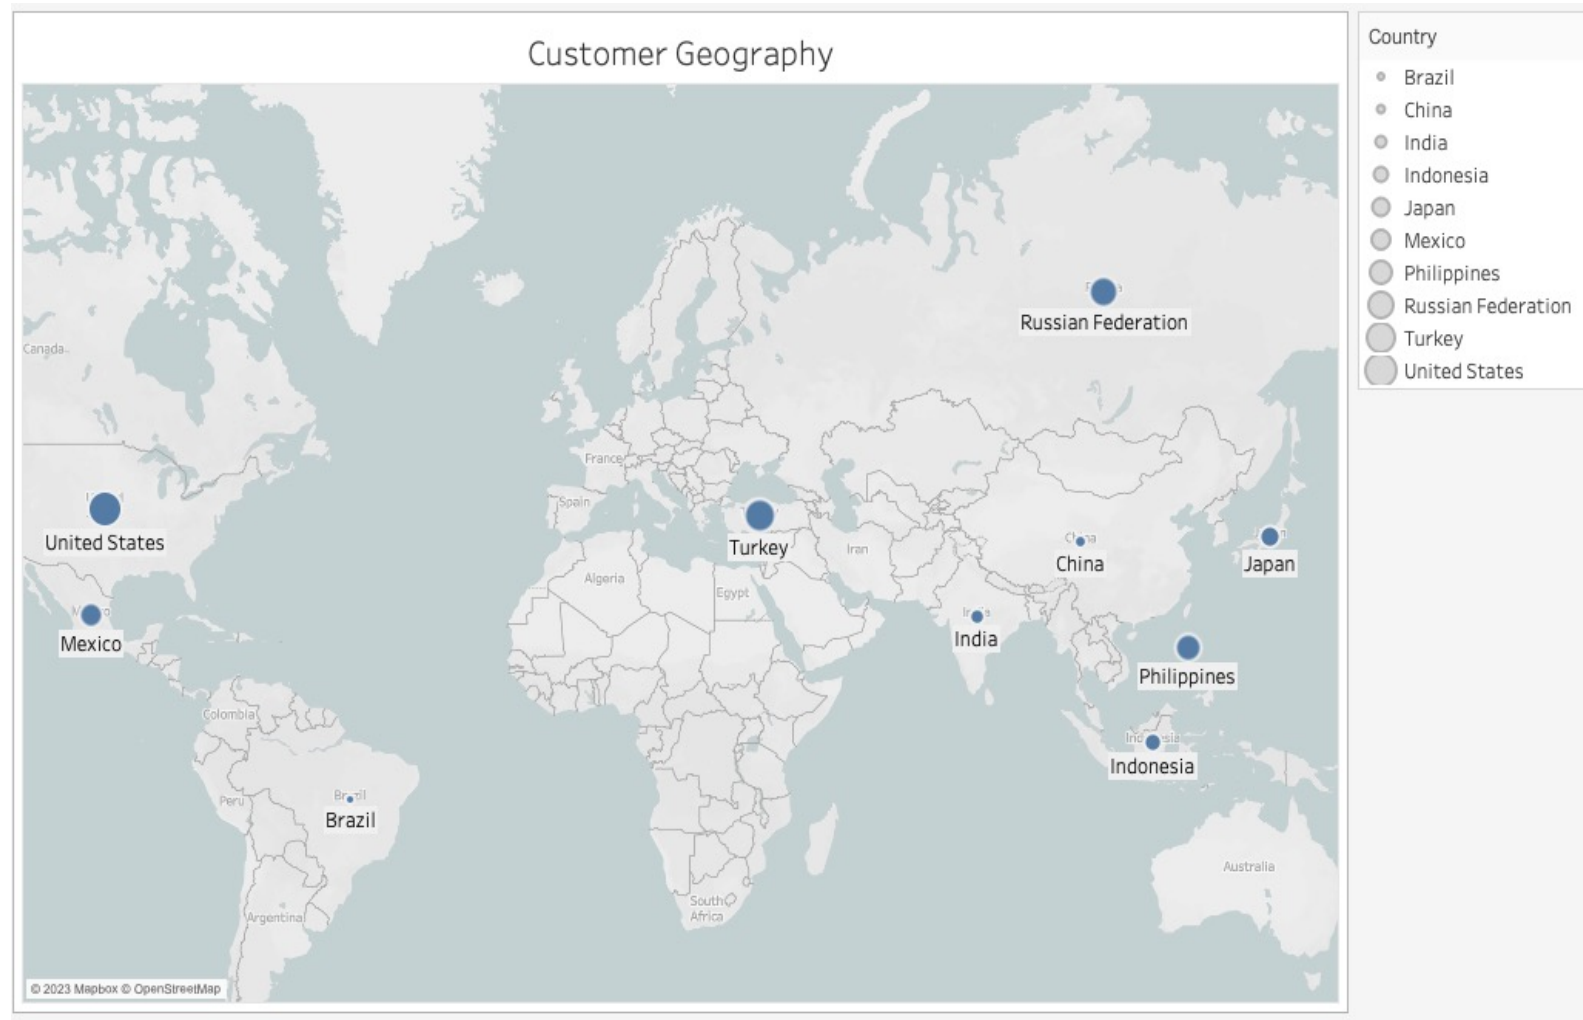 Customer Geography
Country
Brazil
China
India
Indonesia
Japan
Mexico
Philippines
Russian Federation
Turkey
United States
Russian Federation
Canada
France
Spain
United States
Turkey
Iran
China
Japan
Algeria
Egypt
India
Mexico
Philippines
Colombia
Indonesia
Peru
Brazil
Australia
South
Africa
Argentina
© 2023 Mapbox © OpenStreetMap